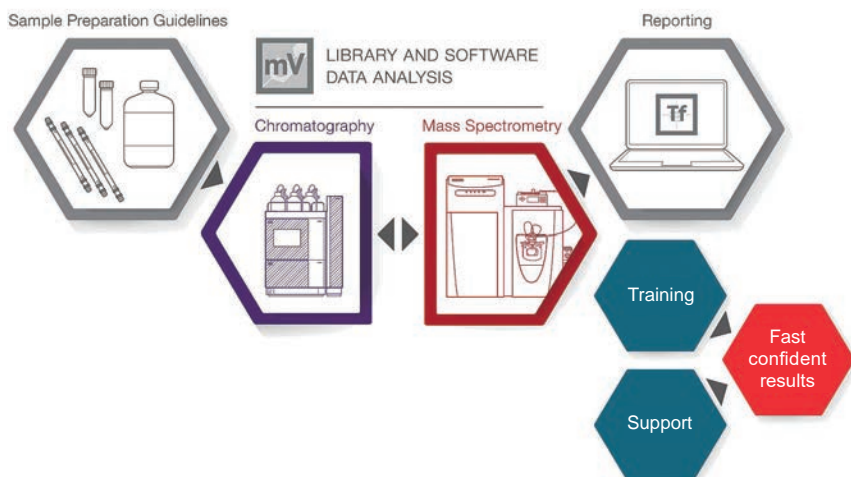 Sample Preparation Guidelines
Reporting
mV
LIBRARY AND SOFTWARE
DATA ANALYSIS
Tf
Chromatography
Mass Spectrometry
Training
Fast
confident
results
Support